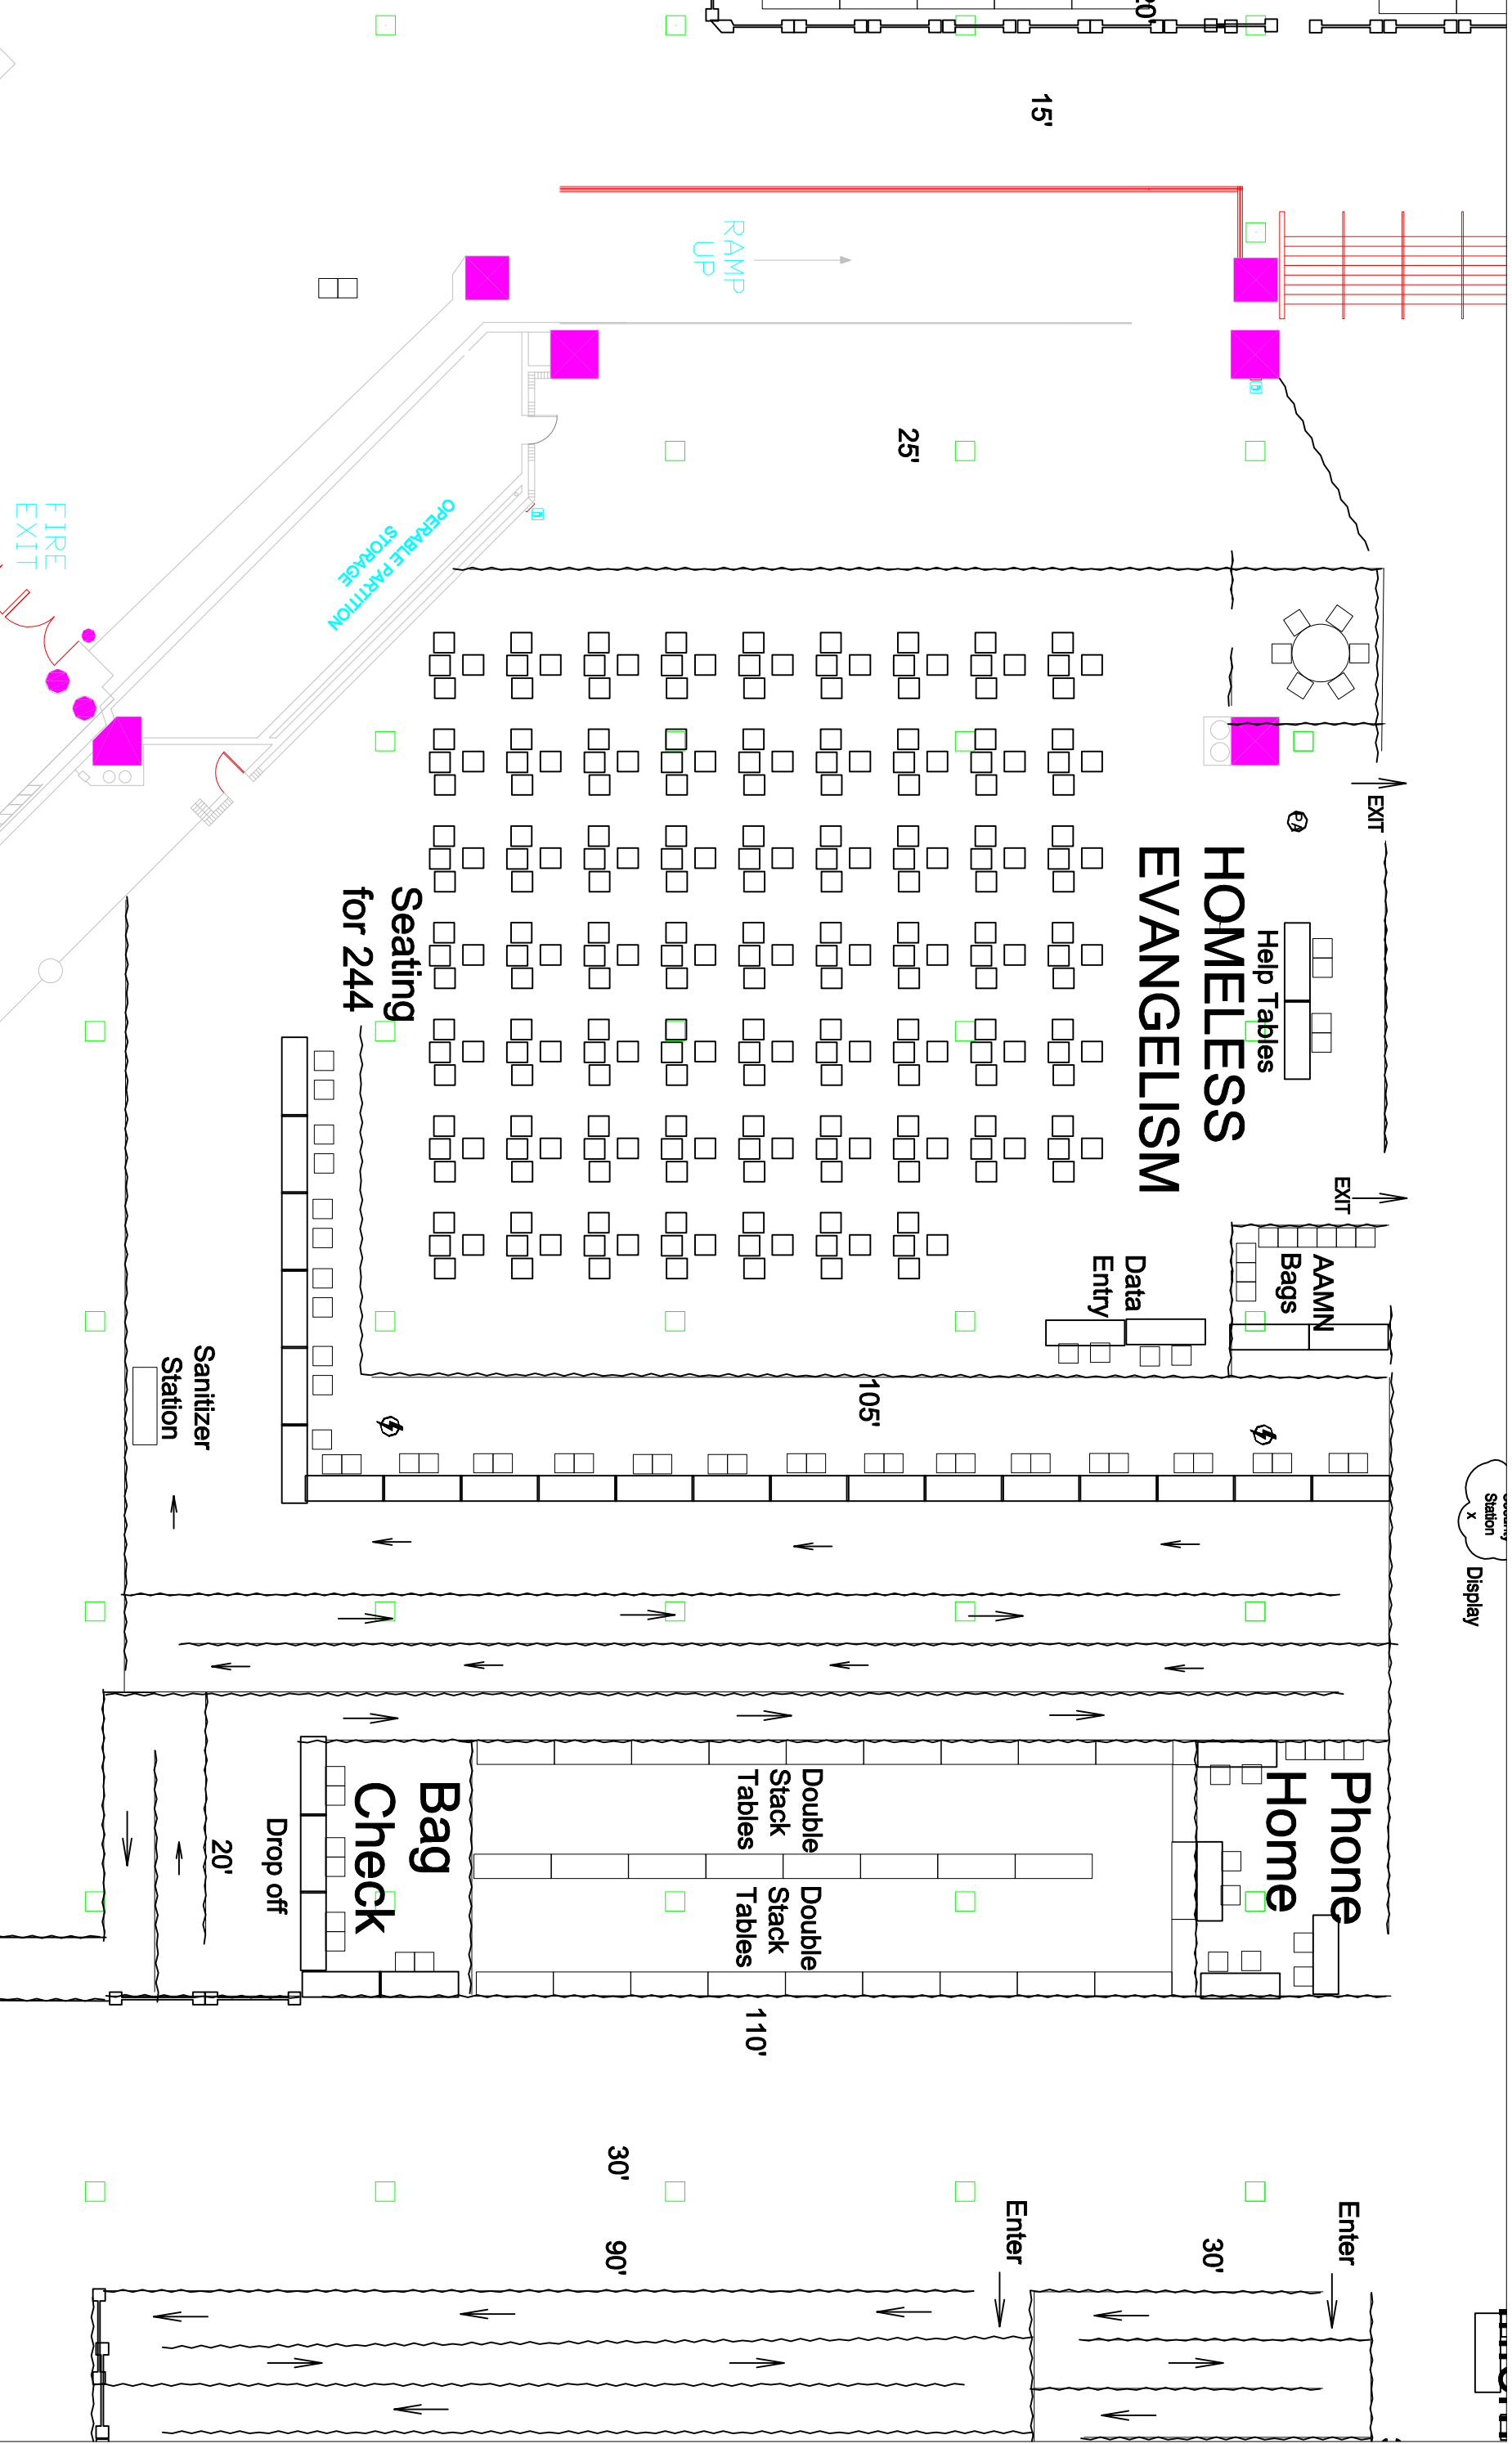 20'
15'
RAMP
UP
25'
FIRE
EXIT
OPERABLE PARTITION
STORAGE
EXIT
PA
HOMELESS
EVANGELISM
Help Tables
Seating
for 244
EXIT
AAMN
Bags
Data
Entry
105'
Sanitizer
Station
Station
x
Display
Phone
Home
Double
Stack
Tables
Double
Stack
Tables
Bag
Check
Drop off
20'
110'
30'
90'
Enter
30'
Enter